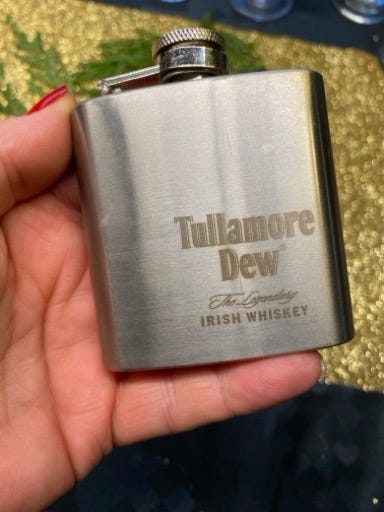 Tullamore
Dew®
The Legendary
IRISH WHISKEY